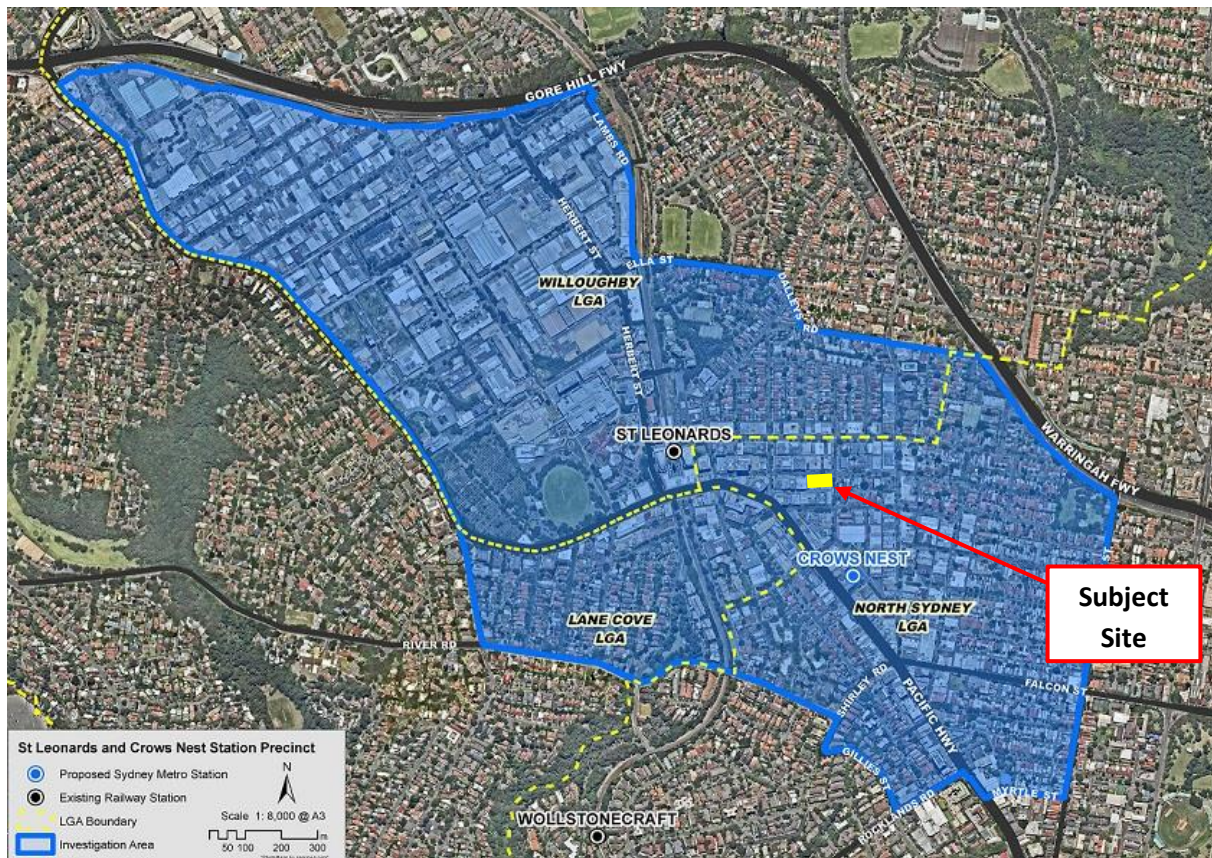 GORE HILL FWY
LAMBS RD
HERBERT ST
ELLA ST
WILLOUGHBY
LGA
DALEYS RD
HERBERT ST
ST LEONARDS
WARRINGAH FWY
CROWS NEST
Subject
Site
NORTH SYDNEY
LGA
LANE COVE
LGA
RIVER RD
SHIRLEY RD
PACIFIC HWY
FALCON ST
GILLIES ST
ROCKLANDS RD
MYRTLE ST
WOLLSTONECRAFT
St Leonards and Crows Nest Station Precinct
Proposed Sydney Metro Station
Existing Railway Station
LGA Boundary
Investigation Area
N
Scale 1: 8,000 @ A3
m
50 100 200 300